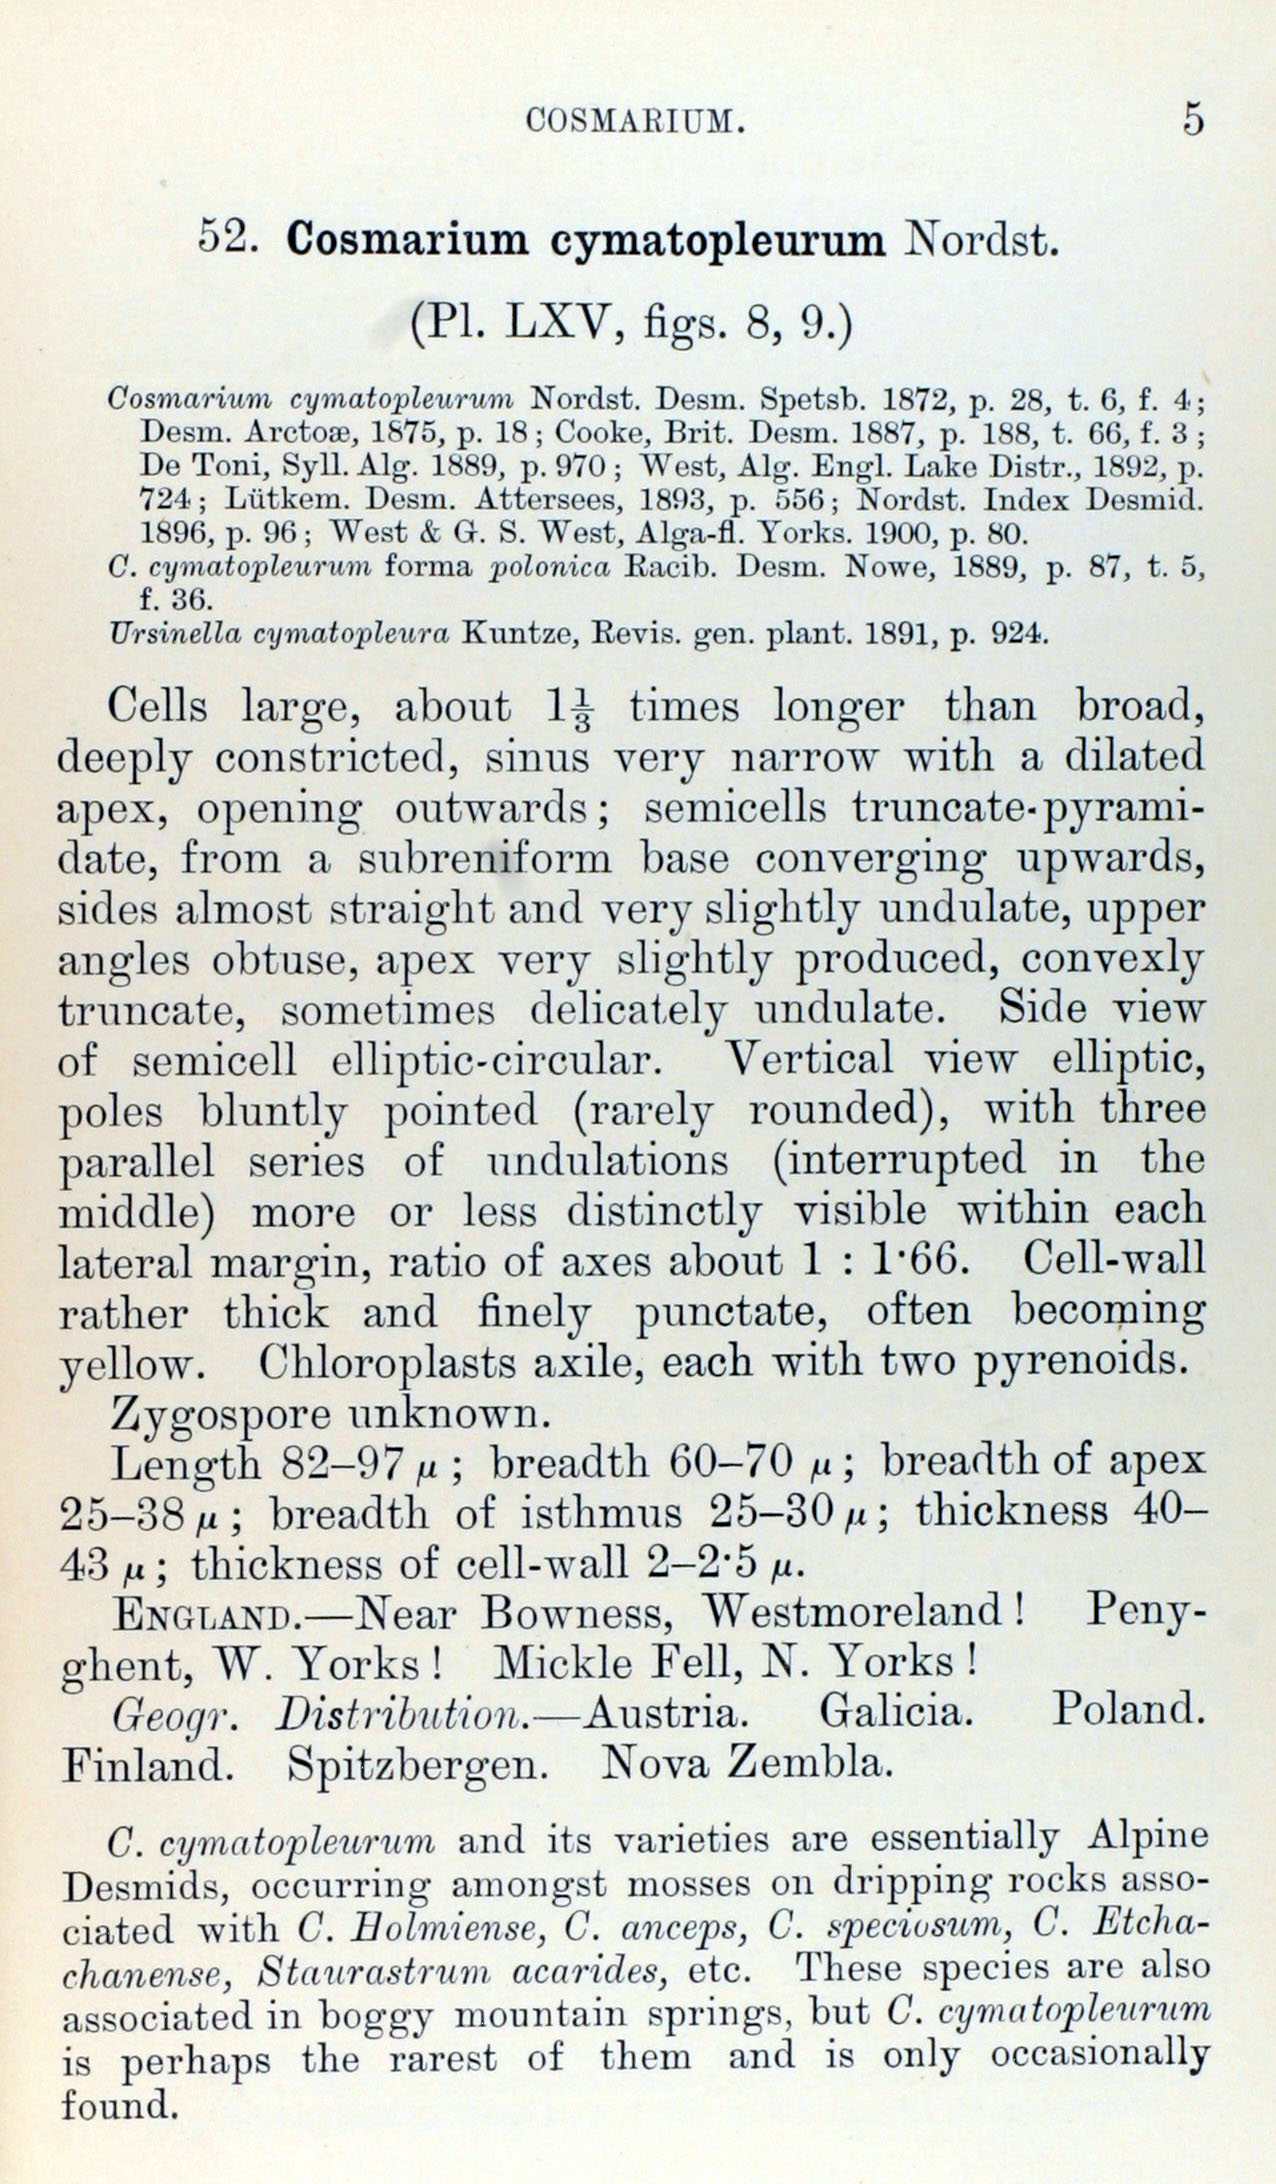 COSMARIUM. 5
52. Cosmarium cymatopleurum Nordst.
(Pl. LXV, figs. 8, 9.)
Cosmarium cymatopleurum Nordst. Desm. Spetsb. 1872, p. 28, t. 6, f. 4;
Desm. Arctoæ, 1875, p. 18; Cooke, Brit. Desm. 1887, p. 188, t. 66, f. 3;
De Toni, Syll. Alg. 1889, p. 970; West, Alg. Engl. Lake Distr., 1892, p.
724; Lütkem. Desm. Attersees, 1893, p. 556; Nordst. Index Desmid.
1896, p. 96; West & G. S. West, Alga-fl. Yorks. 1900, p. 80.
C. cymatopleurum forma polonica Racib. Desm. Nowe, 1889, p. 87, t. 5,
f. 36.
Ursinella cymatopleura Kuntze, Revis. gen. plant. 1891, p. 924.
Cells large, about 1⅓ times longer than broad,
deeply constricted, sinus very narrow with a dilated
apex, opening outwards; semicells truncate-pyrami-
date, from a subreniform base converging upwards,
sides almost straight and very slightly undulate, upper
angles obtuse, apex very slightly produced, convexly
truncate, sometimes delicately undulate. Side view
of semicell elliptic-circular. Vertical view elliptic,
poles bluntly pointed (rarely rounded), with three
parallel series of undulations (interrupted in the
middle) more or less distinctly visible within each
lateral margin, ratio of axes about 1 : 1·66. Cell-wall
rather thick and finely punctate, often becoming
yellow. Chloroplasts axile, each with two pyrenoids.
Zygospore unknown.
Length 82–97 μ; breadth 60–70 μ; breadth of apex
25–38 μ; breadth of isthmus 25–30 μ; thickness 40–
43 μ; thickness of cell-wall 2–2·5 μ.
ENGLAND.—Near Bowness, Westmoreland! Peny-
ghent, W. Yorks! Mickle Fell, N. Yorks!
Geogr. Distribution.—Austria. Galicia. Poland.
Finland. Spitzbergen. Nova Zembla.
C. cymatopleurum and its varieties are essentially Alpine
Desmids, occurring amongst mosses on dripping rocks asso-
ciated with C. Holmiense, C. anceps, C. speciosum, C. Etcha-
chanense, Staurastrum acarides, etc. These species are also
associated in boggy mountain springs, but C. cymatopleurum
is perhaps the rarest of them and is only occasionally
found.